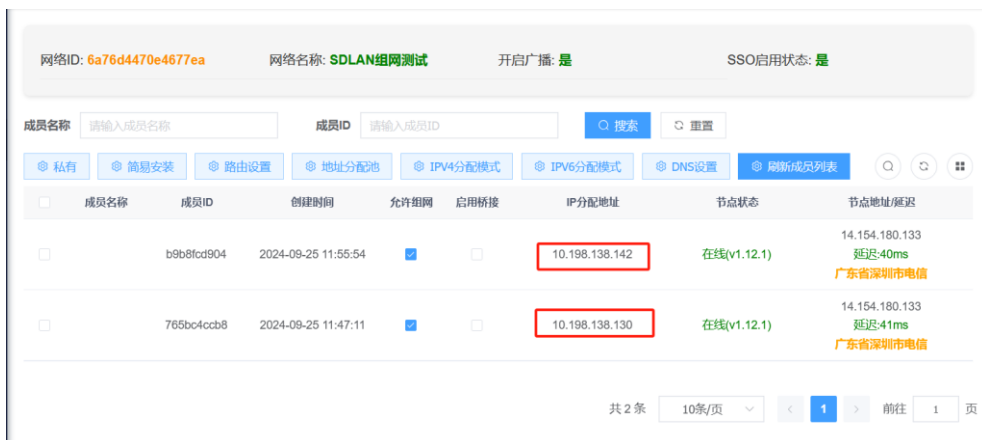 网络ID: 6a76d4470e4677ea 网络名称: SDLAN组网测试 开启广播: 是 SSO启用状态: 是
成员名称 请输入成员名称 成员ID 请输入成员ID 搜索 重置
私有 简易安装 路由设置 地址分配池 IPV4分配模式 IPV6分配模式 DNS设置 刷新成员列表
成员名称 成员ID 创建时间 允许组网 启用桥接 IP分配地址 节点状态 节点地址/延迟
b9b8fcd904 2024-09-25 11:55:54 10.198.138.142 在线(v1.12.1) 14.154.180.133
延迟:40ms
广东省深圳市电信
765bc4ccb8 2024-09-25 11:47:11 10.198.138.130 在线(v1.12.1) 14.154.180.133
延迟:41ms
广东省深圳市电信
共 2 条 10条/页 1 前往 1 页